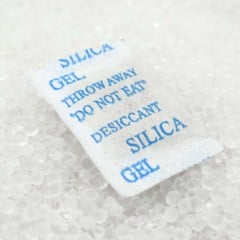 SILICA
GEL
THROW AWAY
"DO NOT EAT"
DESICCANT
SILICA
GEL